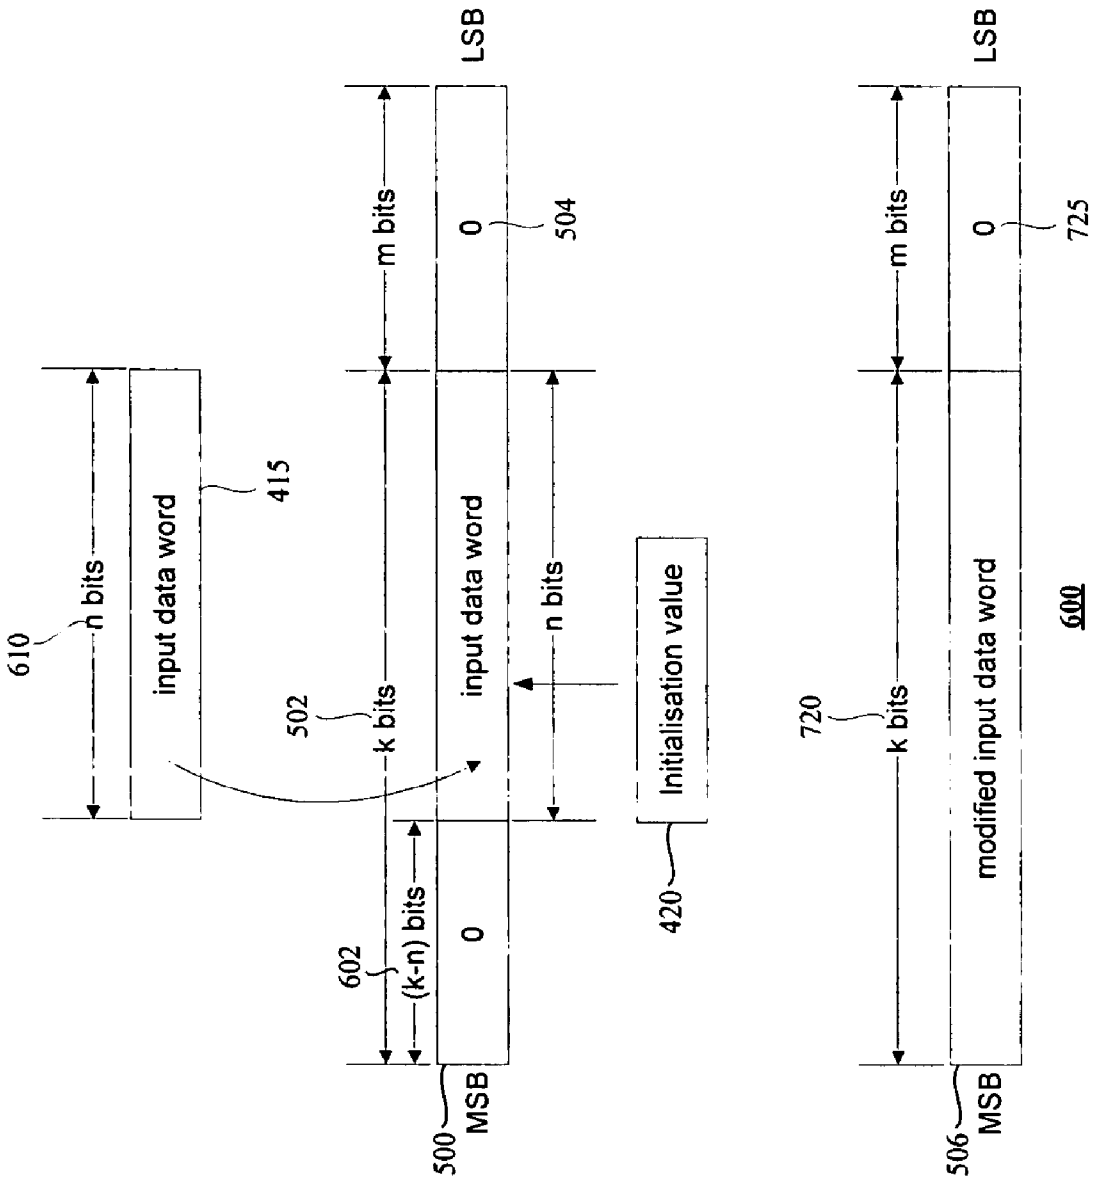 610
n bits
input data word
415
502
k bits
m bits
602
(k-n) bits
500
MSB
0
input data word
0
LSB
504
n bits
Initialisation value
420
720
k bits
m bits
506
MSB
modified input data word
0
LSB
725
600